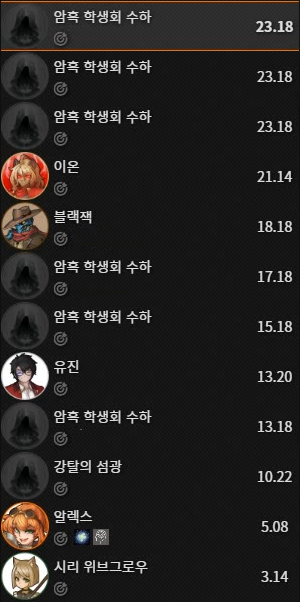 암흑 학생회 수하
23.18
암흑 학생회 수하
23.18
암흑 학생회 수하
23.18
이온
21.14
블랙잭
18.18
암흑 학생회 수하
17.18
암흑 학생회 수하
15.18
유진
13.20
암흑 학생회 수하
13.18
강탈의 섬광
10.22
알렉스
5.08
시리 위브그로우
3.14